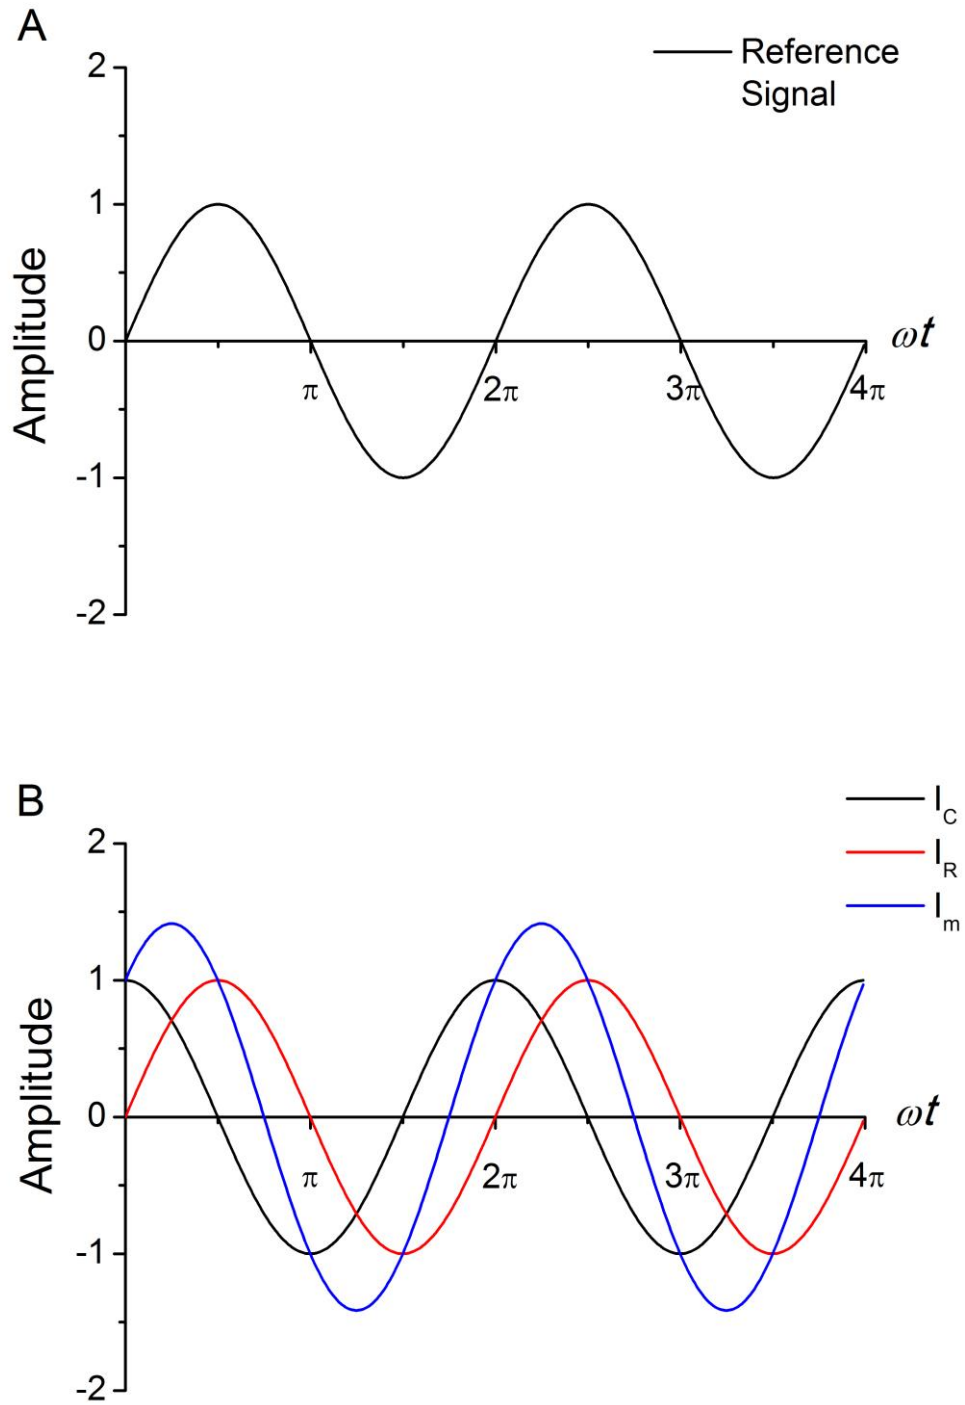 A
Reference
Signal
2
1
0
-1
-2
Amplitude
π
2π
3π
4π
ωt
B
I_C
I_R
I_m
2
1
0
-1
-2
Amplitude
π
2π
3π
4π
ωt